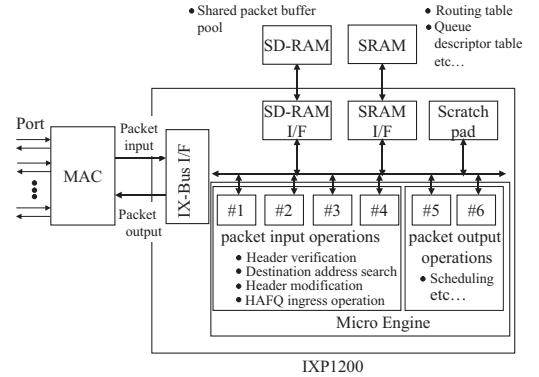 ● Shared packet buffer
pool
● Routing table
● Queue
descriptor table
etc…
SD-RAM
SRAM
SD-RAM
I/F
SRAM
I/F
Scratch
pad
Port
Packet
input
MAC
IX-Bus I/F
Packet
output
#1
#2
#3
#4
#5
#6
packet input operations
● Header verification
● Destination address search
● Header modification
● HAFQ ingress operation
packet output
operations
● Scheduling
etc…
Micro Engine
IXP1200